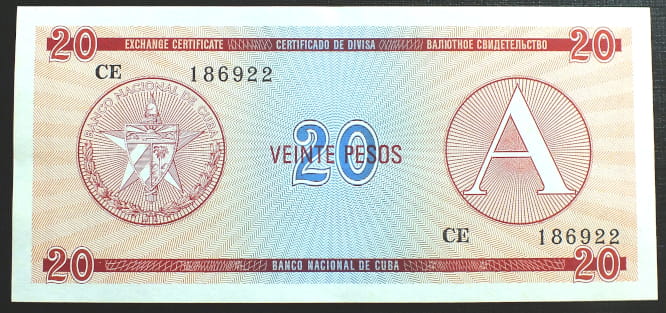 20 EXCHANGE CERTIFICATE CERTIFICADO DE DIVISA ВАЛЮТНОЕ СВИДЕТЕЛЬСТВО 20
CE 186922
BANCO NACIONAL DE CUBA
20
VEINTE PESOS
A
CE 186922
20 BANCO NACIONAL DE CUBA 20